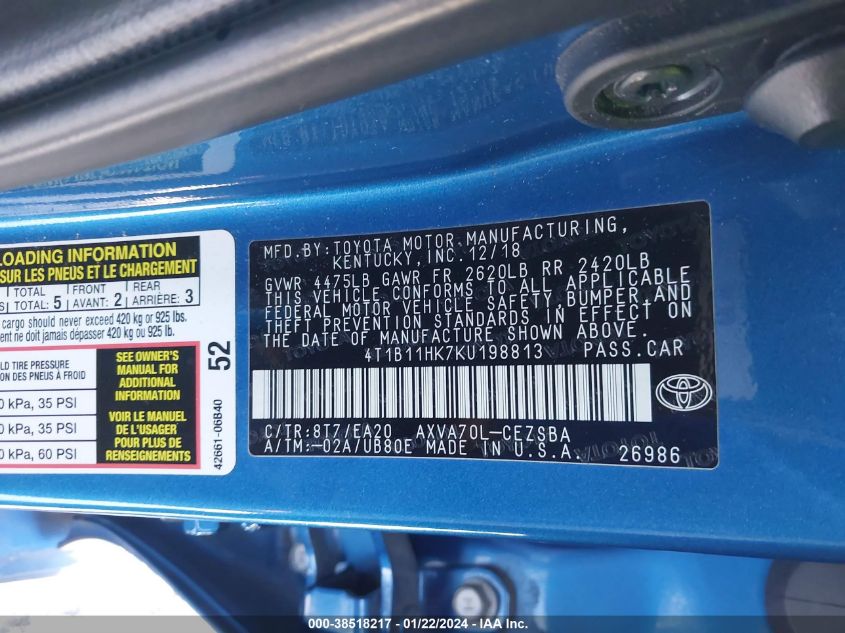 LOADING INFORMATION
SUR LES PNEUS ET LE CHARGEMENT
TOTAL FRONT REAR
TOTAL: 5 AVANT: 2 ARRIÈRE: 3
cargo should never exceed 420 kg or 925 lbs.
ent ne doit jamais dépasser 420 kg ou 925 lb.
TIRE PRESSURE
DES PNEUS À FROID
kPa, 35 PSI
kPa, 35 PSI
kPa, 60 PSI
SEE OWNER'S
MANUAL FOR
ADDITIONAL
INFORMATION
VOIR LE MANUEL
DE L'USAGER
POUR PLUS DE
RENSEIGNEMENTS
52
42661-06B40
MFD.BY:TOYOTA MOTOR MANUFACTURING,
KENTUCKY, INC. 12/18
GVWR 4475LB GAWR FR 2620LB RR 2420LB
THIS VEHICLE CONFORMS TO ALL APPLICABLE
FEDERAL MOTOR VEHICLE SAFETY, BUMPER,AND
THEFT PREVENTION STANDARDS IN EFFECT ON
THE DATE OF MANUFACTURE SHOWN ABOVE.
4T1B11HK7KU198813 PASS.CAR
C/TR:8T7/EA20 AXVA70L-CEZSBA
A/TM:-02A/UB80E MADE IN U.S.A. 26986
000-38518217 - 01/22/2024 - IAAI.COM